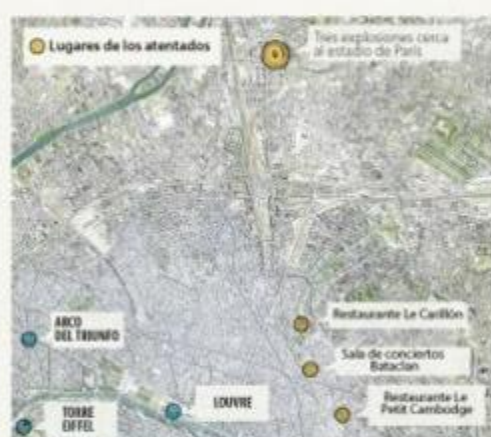 Lugares de los atentados
Tres explosiones cerca
al estadio de París
Restaurante Le Carillón
ARCO
DEL TRIUNFO
Sala de conciertos
Bataclan
Restaurante Le
Petit Cambodge
LOUVRE
TORRE
EIFFEL